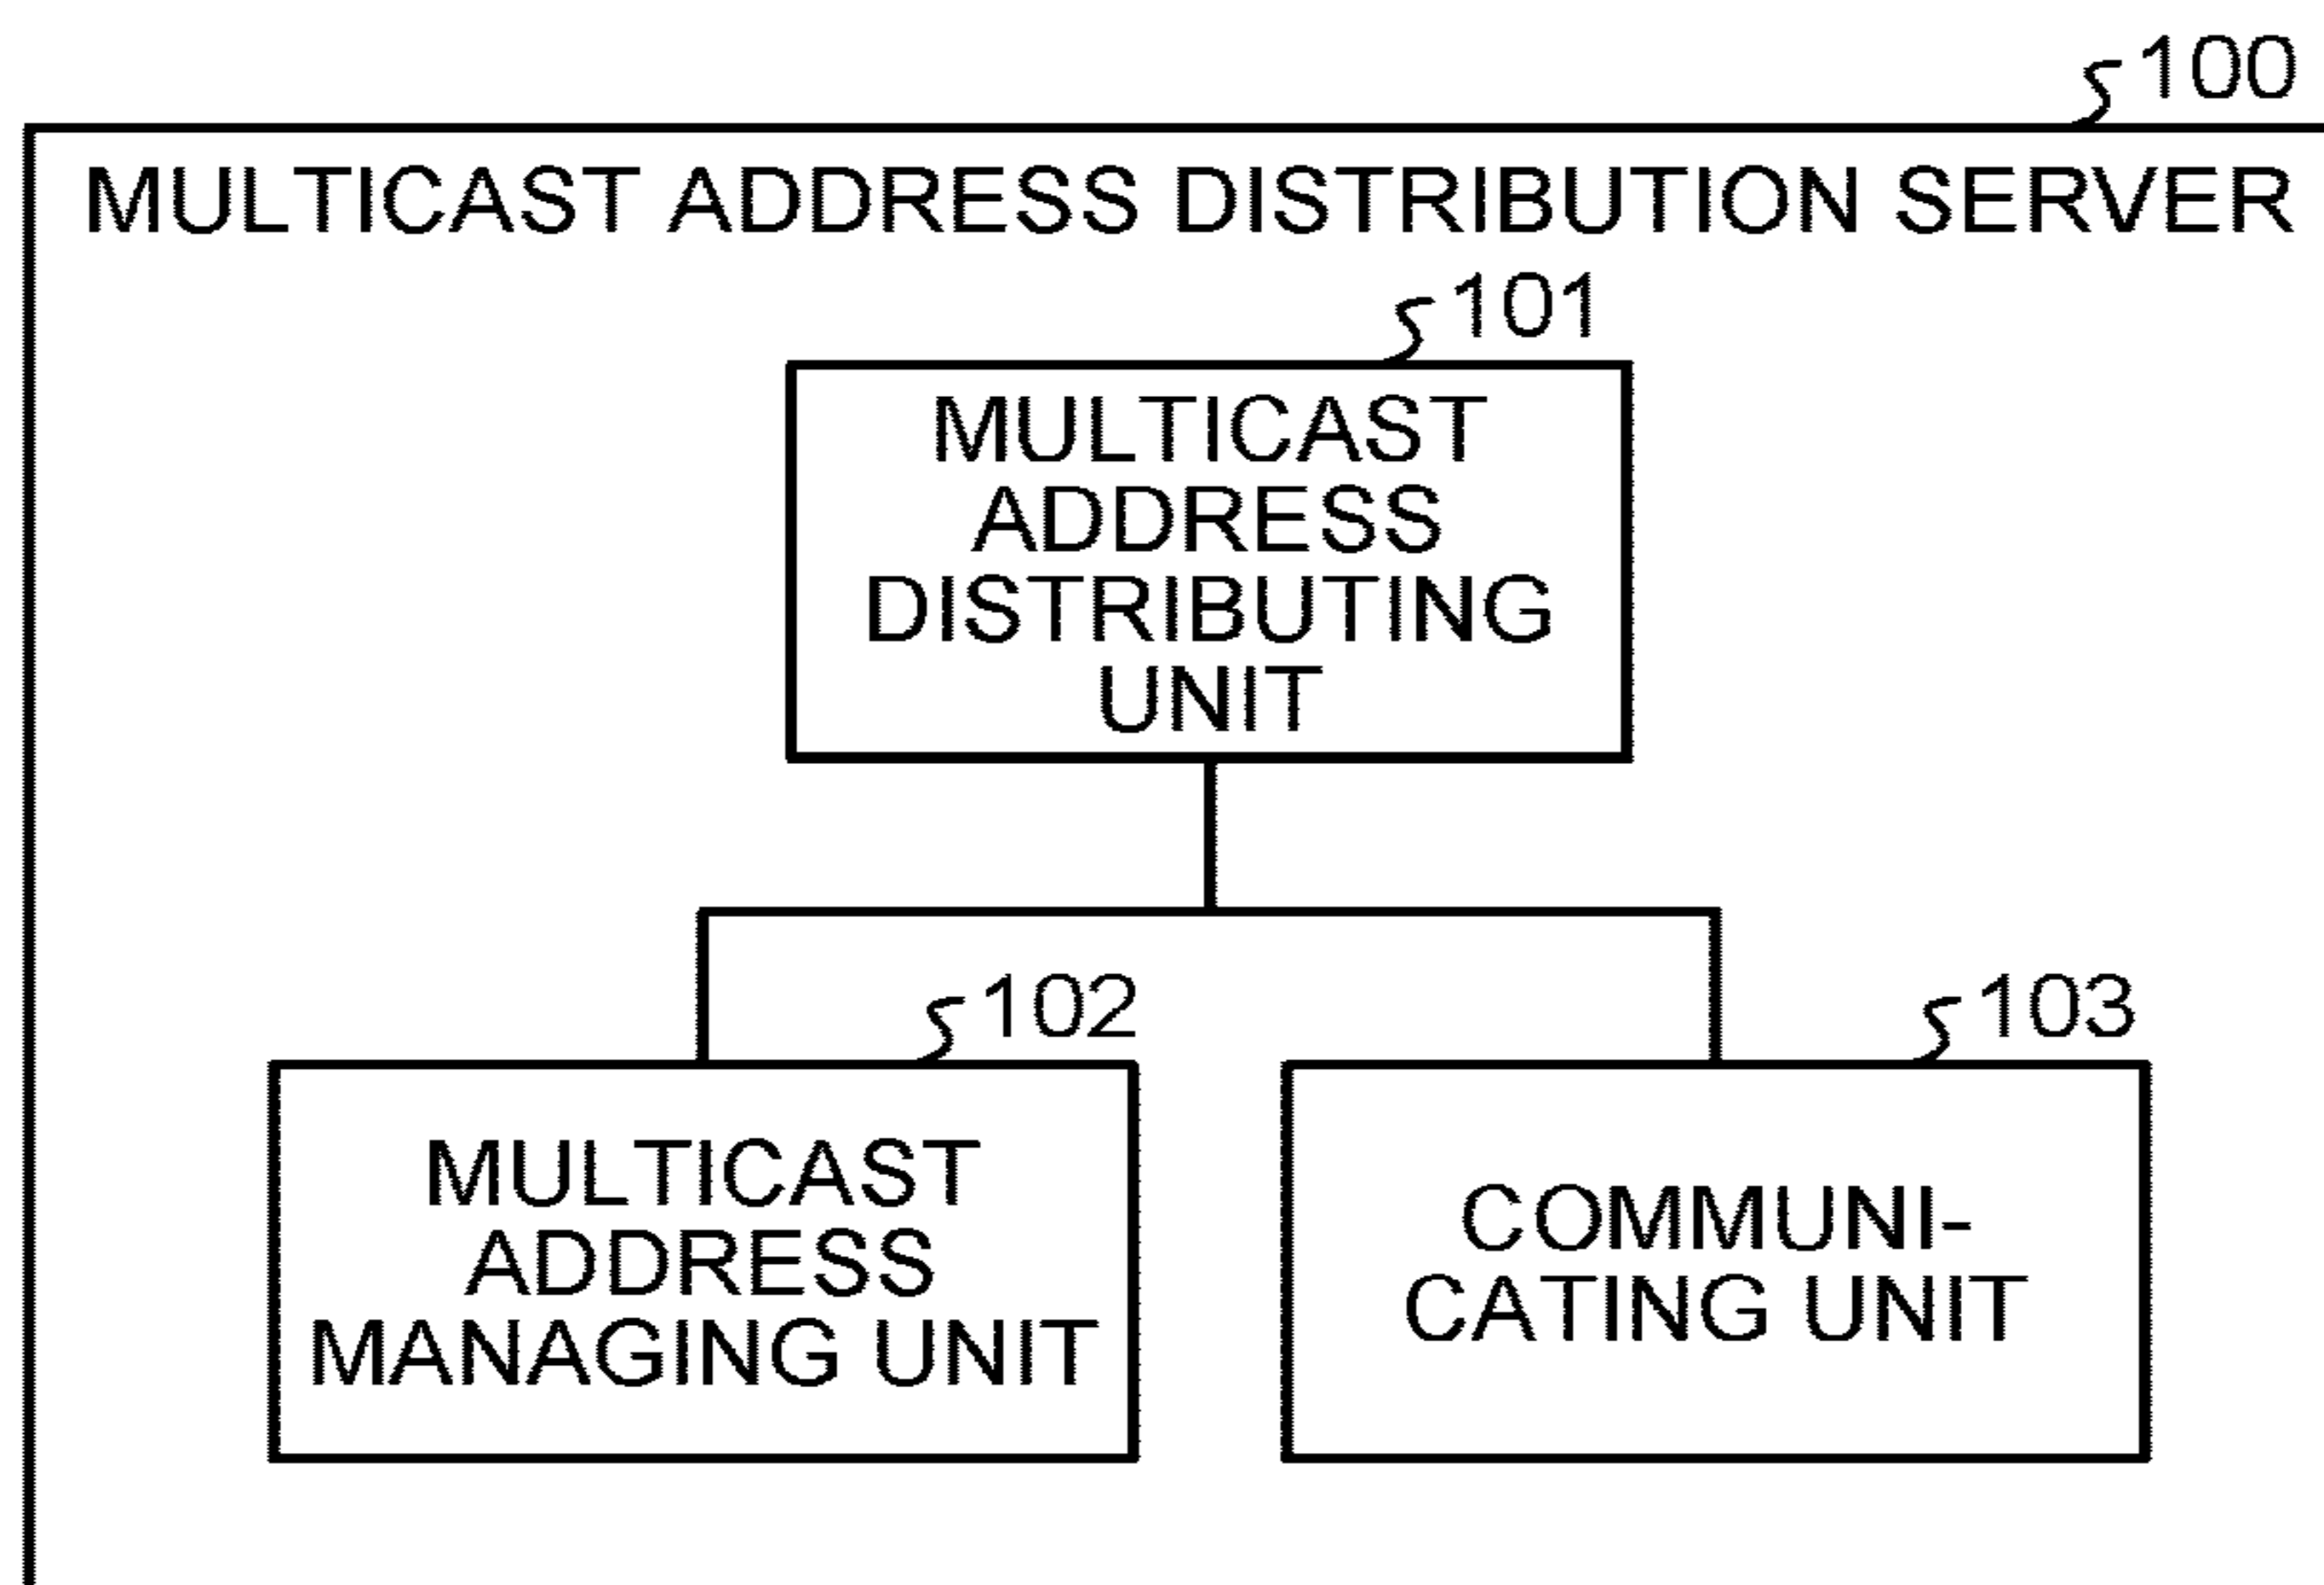 100
MULTICAST ADDRESS DISTRIBUTION SERVER
101
MULTICAST
ADDRESS
DISTRIBUTING
UNIT
102
MULTICAST
ADDRESS
MANAGING UNIT
103
COMMUNI-
CATING UNIT